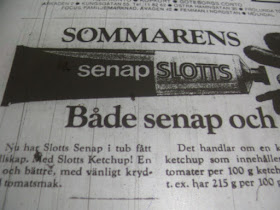 SOMMARENS
senap SLOTTS
Både senap och
Nu har Slotts Senap i tub fått
Med Slotts Ketchup! En
och bättre, med vänligt kryd-
tomatsmak.
Det handlar om en k
ketchup som innehålle
tomater per 100 g ketc
t. ex. har 215 g per 100